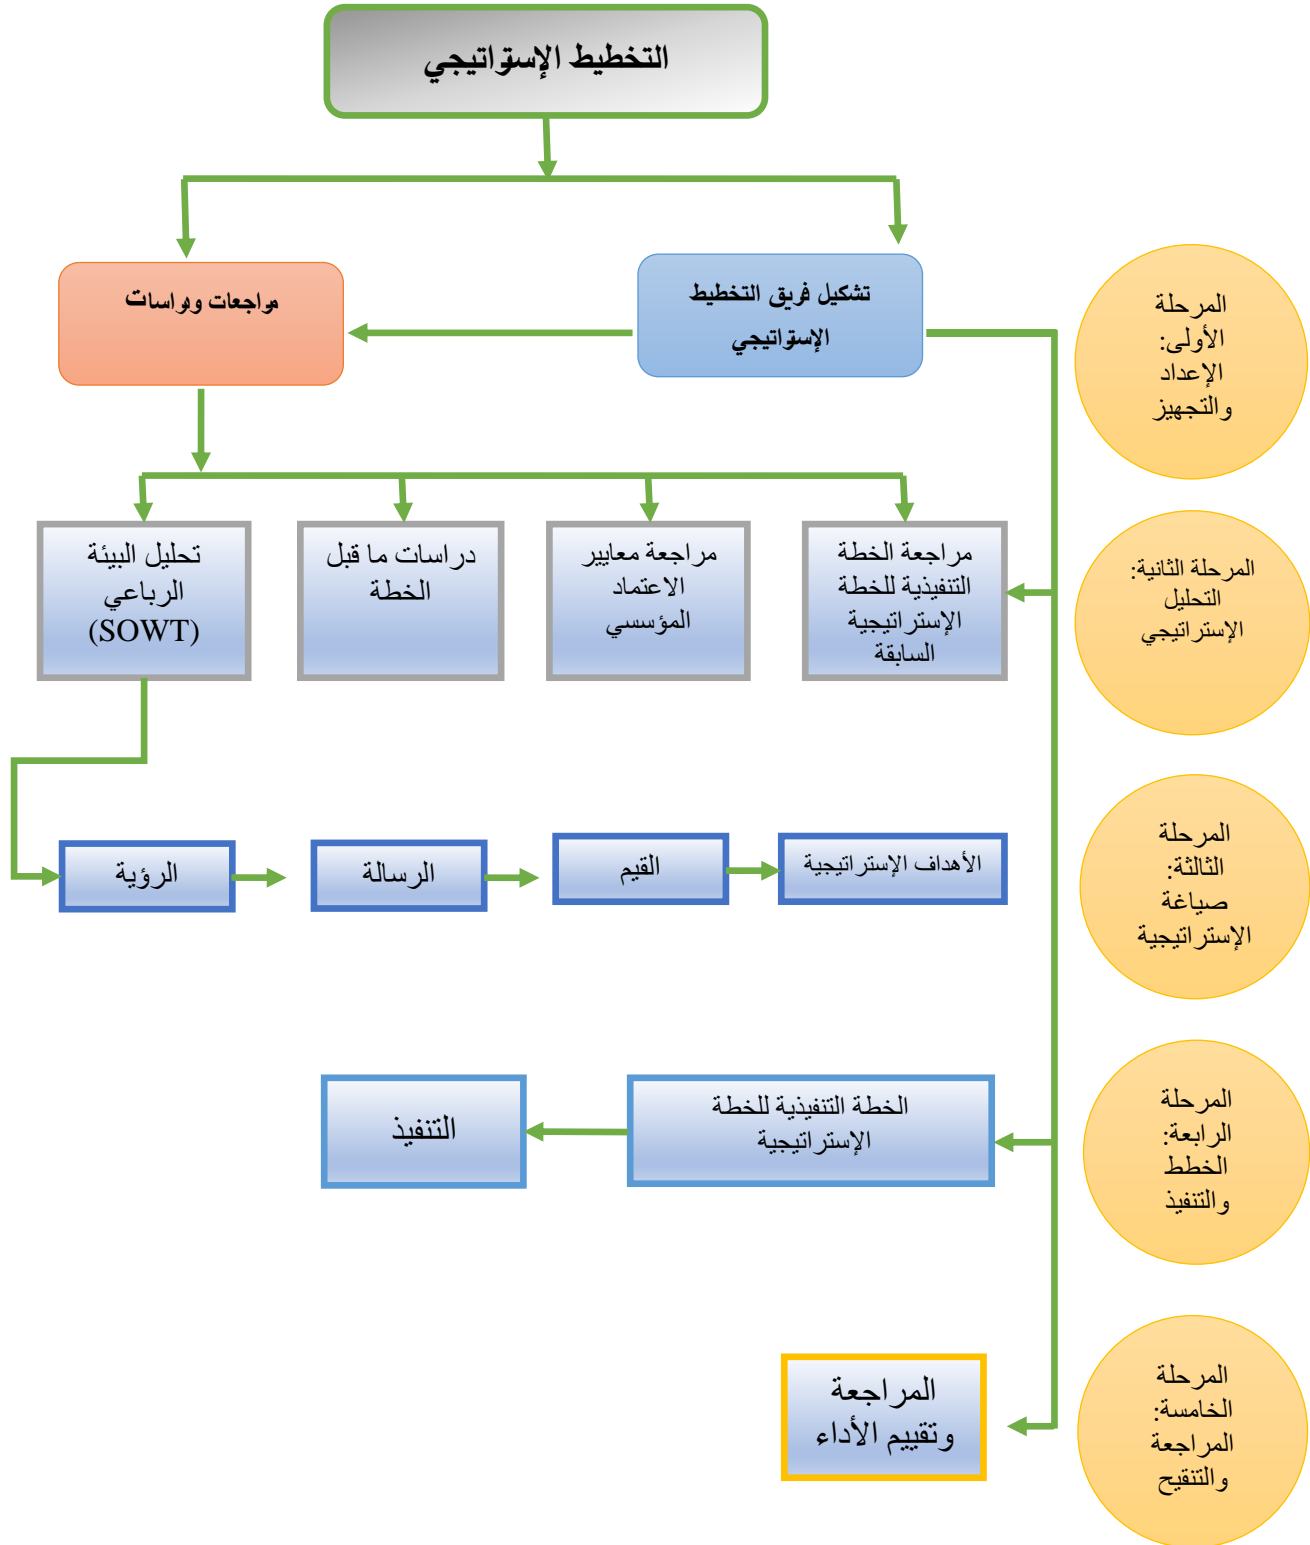 التخطيط الإستراتيجي
المرحلة
الأولى:
الإعداد
والتجهيز
تشكيل فريق التخطيط
الإستراتيجي
مراجعات ودراسات
المرحلة الثانية:
التحليل
الإستراتيجي
مراجعة الخطة
التنفيذية للخطة
الإستراتيجية
السابقة
مراجعة معايير
الاعتماد
المؤسسي
دراسات ما قبل
الخطة
تحليل البيئة
الرباعي
(SOWT)
المرحلة
الثالثة:
صياغة
الإستراتيجية
الرؤية
الرسالة
القيم
الأهداف الإستراتيجية
المرحلة
الرابعة:
الخطط
والتنفيذ
الخطة التنفيذية للخطة
الإستراتيجية
التنفيذ
المرحلة
الخامسة:
المراجعة
والتنقيح
المراجعة
وتقييم الأداء